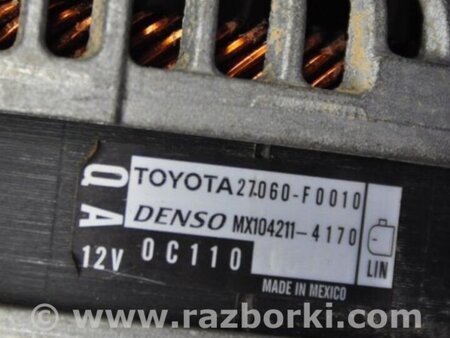 QA
TOYOTA 27060-F0010
DENSO MX104211-4170
12V 0C110
LIN
MADE IN MEXICO
www.razborki.com